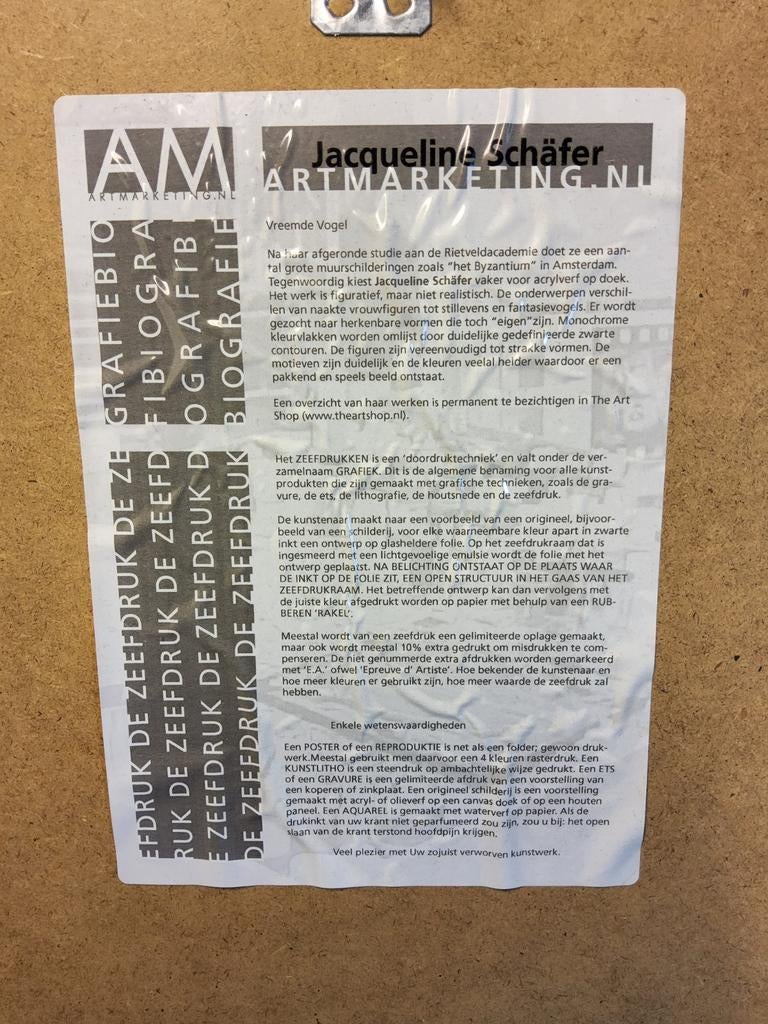 AM
ARTMARKETING.NL
Jacqueline Schäfer
ARTMARKETING.NL
GRAFIEBIO
FIBIOGRA
OGRAFIB
BIOGRAFIE
EFDRUK DE ZEEFDRUK DE ZE
RUK DE ZEEFDRUK DE ZEEFD
E ZEEFDRUK DE ZEEFDRUK D
DE ZEEFDRUK DE ZEEFDRUK
Vreemde Vogel
Na haar afgeronde studie aan de Rietveldacademie doet ze een aan-
tal grote muurschilderingen zoals "het Byzantium" in Amsterdam.
Tegenwoordig kiest Jacqueline Schäfer vaker voor acrylverf op doek.
Het werk is figuratief, maar niet realistisch. De onderwerpen verschil-
len van naakte vrouwfiguren tot stillevens en fantasievogels. Er wordt
gezocht naar herkenbare vormen die toch "eigen"zijn. Monochrome
kleurvlakken worden omlijst door duidelijke gedefinieerde zwarte
contouren. De figuren zijn vereenvoudigd tot strakke vormen. De
motieven zijn duidelijk en de kleuren veelal helder waardoor er een
pakkend en speels beeld ontstaat.
Een overzicht van haar werken is permanent te bezichtigen in The Art
Shop (www.theartshop.nl).
Het ZEEFDRUKKEN is een 'doordruktechniek' en valt onder de ver-
zamelnaam GRAFIEK. Dit is de algemene benaming voor alle kunst-
produkten die zijn gemaakt met grafische technieken, zoals de gra-
vure, de ets, de lithografie, de houtsnede en de zeefdruk.
De kunstenaar maakt naar een voorbeeld van een origineel, bijvoor-
beeld van een schilderij, voor elke waarneembare kleur apart in zwarte
inkt een ontwerp op glasheldere folie. Op het zeefdrukraam dat is
ingesmeerd met een lichtgevoelige emulsie wordt de folie met het
ontwerp geplaatst. NA BELICHTING ONTSTAAT OP DE PLAATS WAAR
DE INKT OP DE FOLIE ZIT, EEN OPEN STRUCTUUR IN HET GAAS VAN HET
ZEEFDRUKRAAM. Het betreffende ontwerp kan dan vervolgens met
de juiste kleur afgedrukt worden op papier met behulp van een RUB-
BEREN 'RAKEL'.
Meestal wordt van een zeefdruk een gelimiteerde oplage gemaakt,
maar ook wordt meestal 10% extra gedrukt om misdrukken te com-
penseren. De niet genummerde extra afdrukken worden gemarkeerd
met 'E.A.' ofwel 'Epreuve d' Artiste'. Hoe bekender de kunstenaar en
hoe meer kleuren er gebruikt zijn, hoe meer waarde de zeefdruk zal
hebben.
Enkele wetenswaardigheden
Een POSTER of een REPRODUKTIE is net als een folder; gewoon druk-
werk.Meestal gebruikt men daarvoor een 4 kleuren rasterdruk. Een
KUNSTLITHO is een steendruk op ambachtelijke wijze gedrukt. Een ETS
of een GRAVURE is een gelimiteerde afdruk van een voorstelling van
een koperen of zinkplaat. Een origineel schilderij is een voorstelling
gemaakt met acryl- of olieverf op een canvas doek of op een houten
paneel. Een AQUAREL is gemaakt met waterverf op papier. Als de
drukinkt van uw krant niet geparfumeerd zou zijn, zou u bij: het open
slaan van de krant terstond hoofdpijn krijgen.
Veel plezier met Uw zojuist verworven kunstwerk.